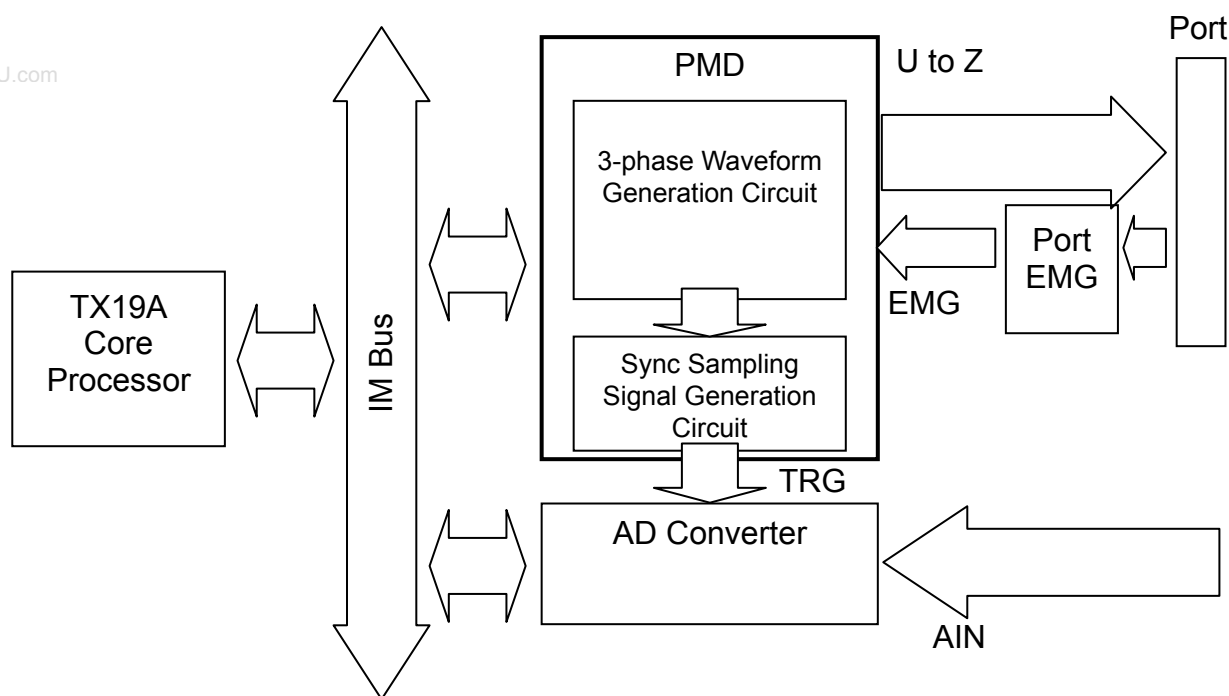 Port
U.com
PMD
U to Z
3-phase Waveform
Generation Circuit
Port
EMG
EMG
TX19A
Core
Processor
IM Bus
Sync Sampling
Signal Generation
Circuit
TRG
AD Converter
AIN